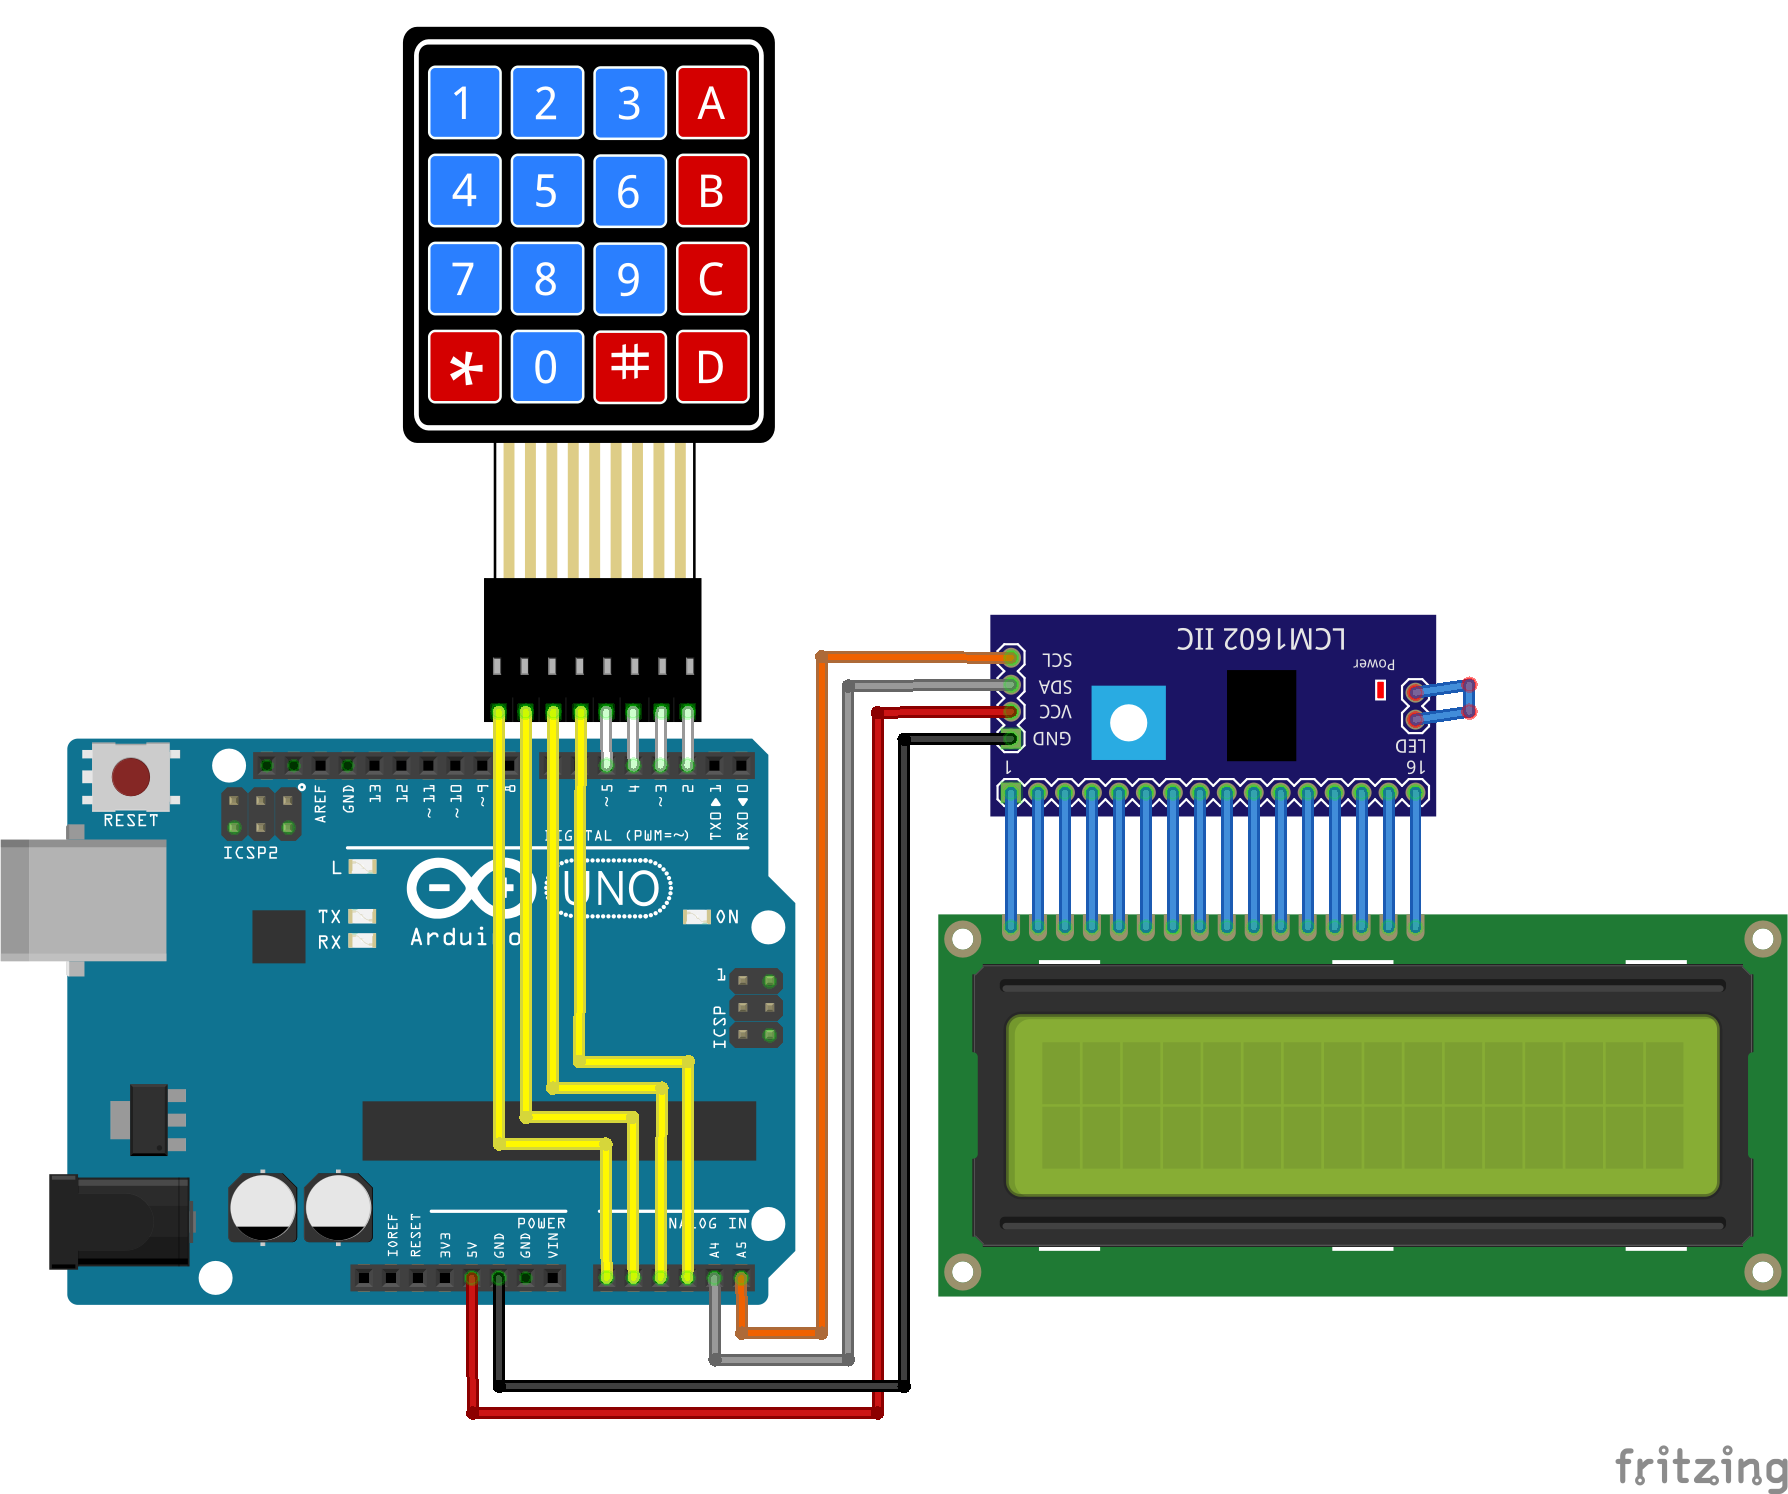 1 2 3 A
4 5 6 B
7 8 9 C
* 0 # D
LCM1602 IIC
SCL
SDA
VCC
GND
Power
LED
1
16
RESET
ICSP2
AREF
GND
13
12
~11
~10
~9
8
~5
4
~3
2
TXD 1
RXD 0
DIGITAL (PWM=~)
L
TX
RX
UNO
ON
Arduino
1
ICSP
IOREF
RESET
3V3
5V
GND
GND
VIN
POWER
NALOG IN
A4
A5
fritzing